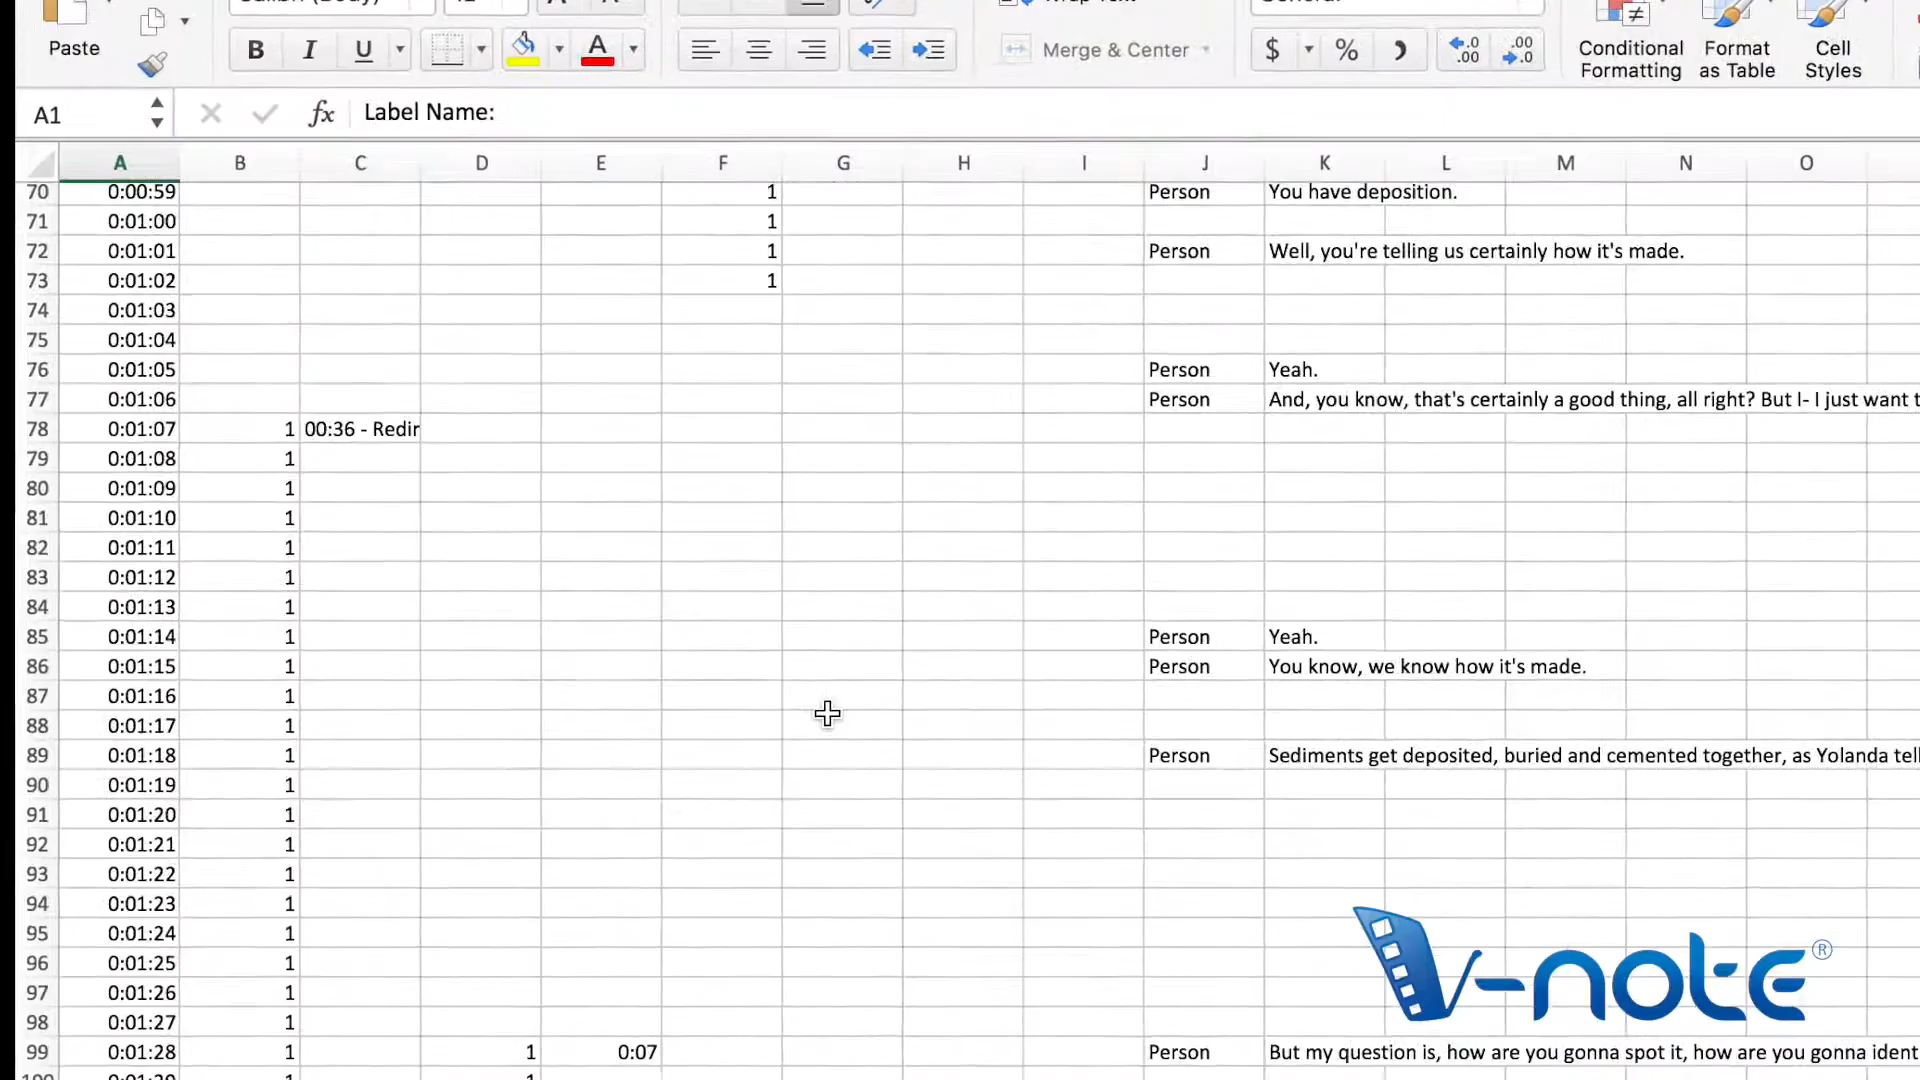 Paste
B I U
A
Merge & Center
$ % .00 .00
Conditional Formatting
Format as Table
Cell Styles
A1 fx Label Name:
A B C D E F G H I J K L M N O
70 0:00:59 1 Person You have deposition.
71 0:01:00 1
72 0:01:01 1 Person Well, you're telling us certainly how it's made.
73 0:01:02 1
74 0:01:03
75 0:01:04
76 0:01:05 Person Yeah.
77 0:01:06 Person And, you know, that's certainly a good thing, all right? But I- I just want t
78 0:01:07 1 00:36 - Redir
79 0:01:08 1
80 0:01:09 1
81 0:01:10 1
82 0:01:11 1
83 0:01:12 1
84 0:01:13 1
85 0:01:14 1 Person Yeah.
86 0:01:15 1 Person You know, we know how it's made.
87 0:01:16 1
88 0:01:17 1
89 0:01:18 1 Person Sediments get deposited, buried and cemented together, as Yolanda tell
90 0:01:19 1
91 0:01:20 1
92 0:01:21 1
93 0:01:22 1
94 0:01:23 1
95 0:01:24 1
96 0:01:25 1
97 0:01:26 1
98 0:01:27 1
99 0:01:28 1 1 0:07 Person But my question is, how are you gonna spot it, how are you gonna ident
V-NOTE®